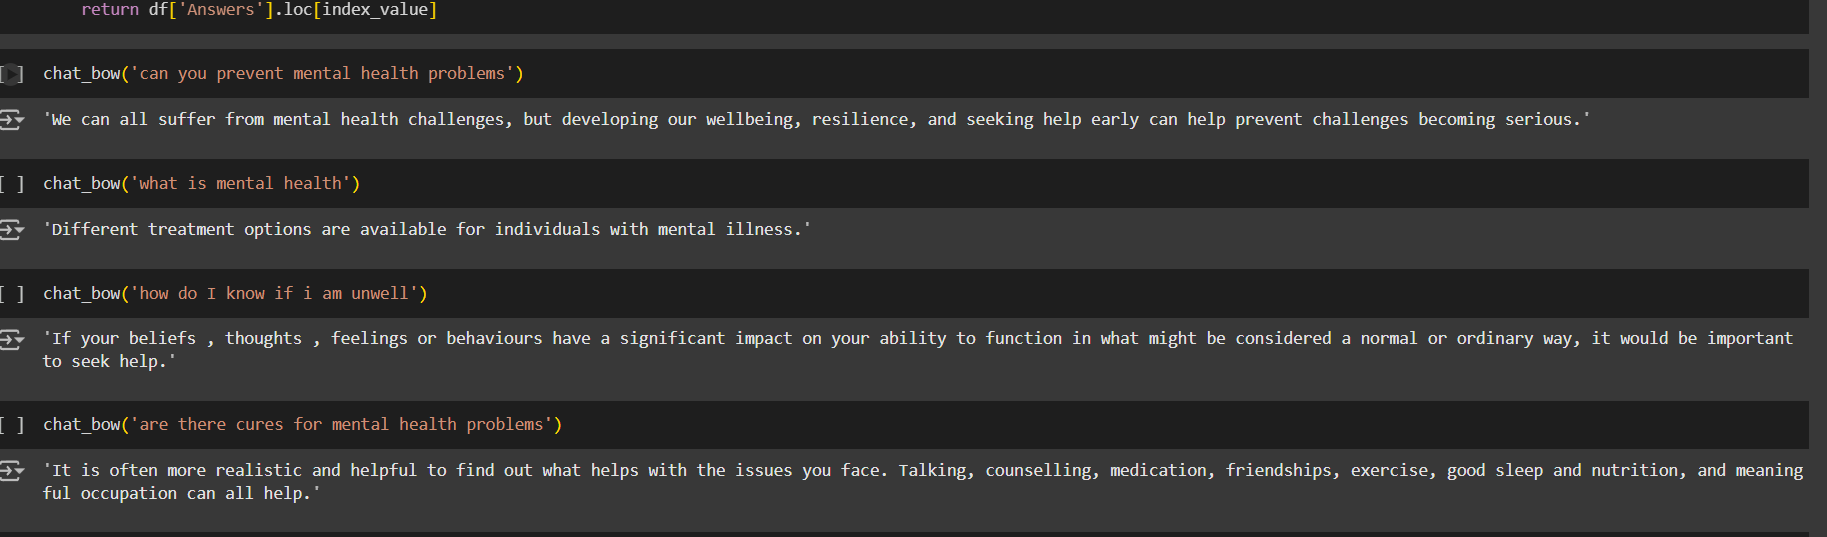 return df['Answers'].loc[index_value]
[ ] chat_bow('can you prevent mental health problems')
'We can all suffer from mental health challenges, but developing our wellbeing, resilience, and seeking help early can help prevent challenges becoming serious.'
[ ] chat_bow('what is mental health')
'Different treatment options are available for individuals with mental illness.'
[ ] chat_bow('how do I know if i am unwell')
'If your beliefs , thoughts , feelings or behaviours have a significant impact on your ability to function in what might be considered a normal or ordinary way, it would be important
to seek help.'
[ ] chat_bow('are there cures for mental health problems')
'It is often more realistic and helpful to find out what helps with the issues you face. Talking, counselling, medication, friendships, exercise, good sleep and nutrition, and meaning
ful occupation can all help.'